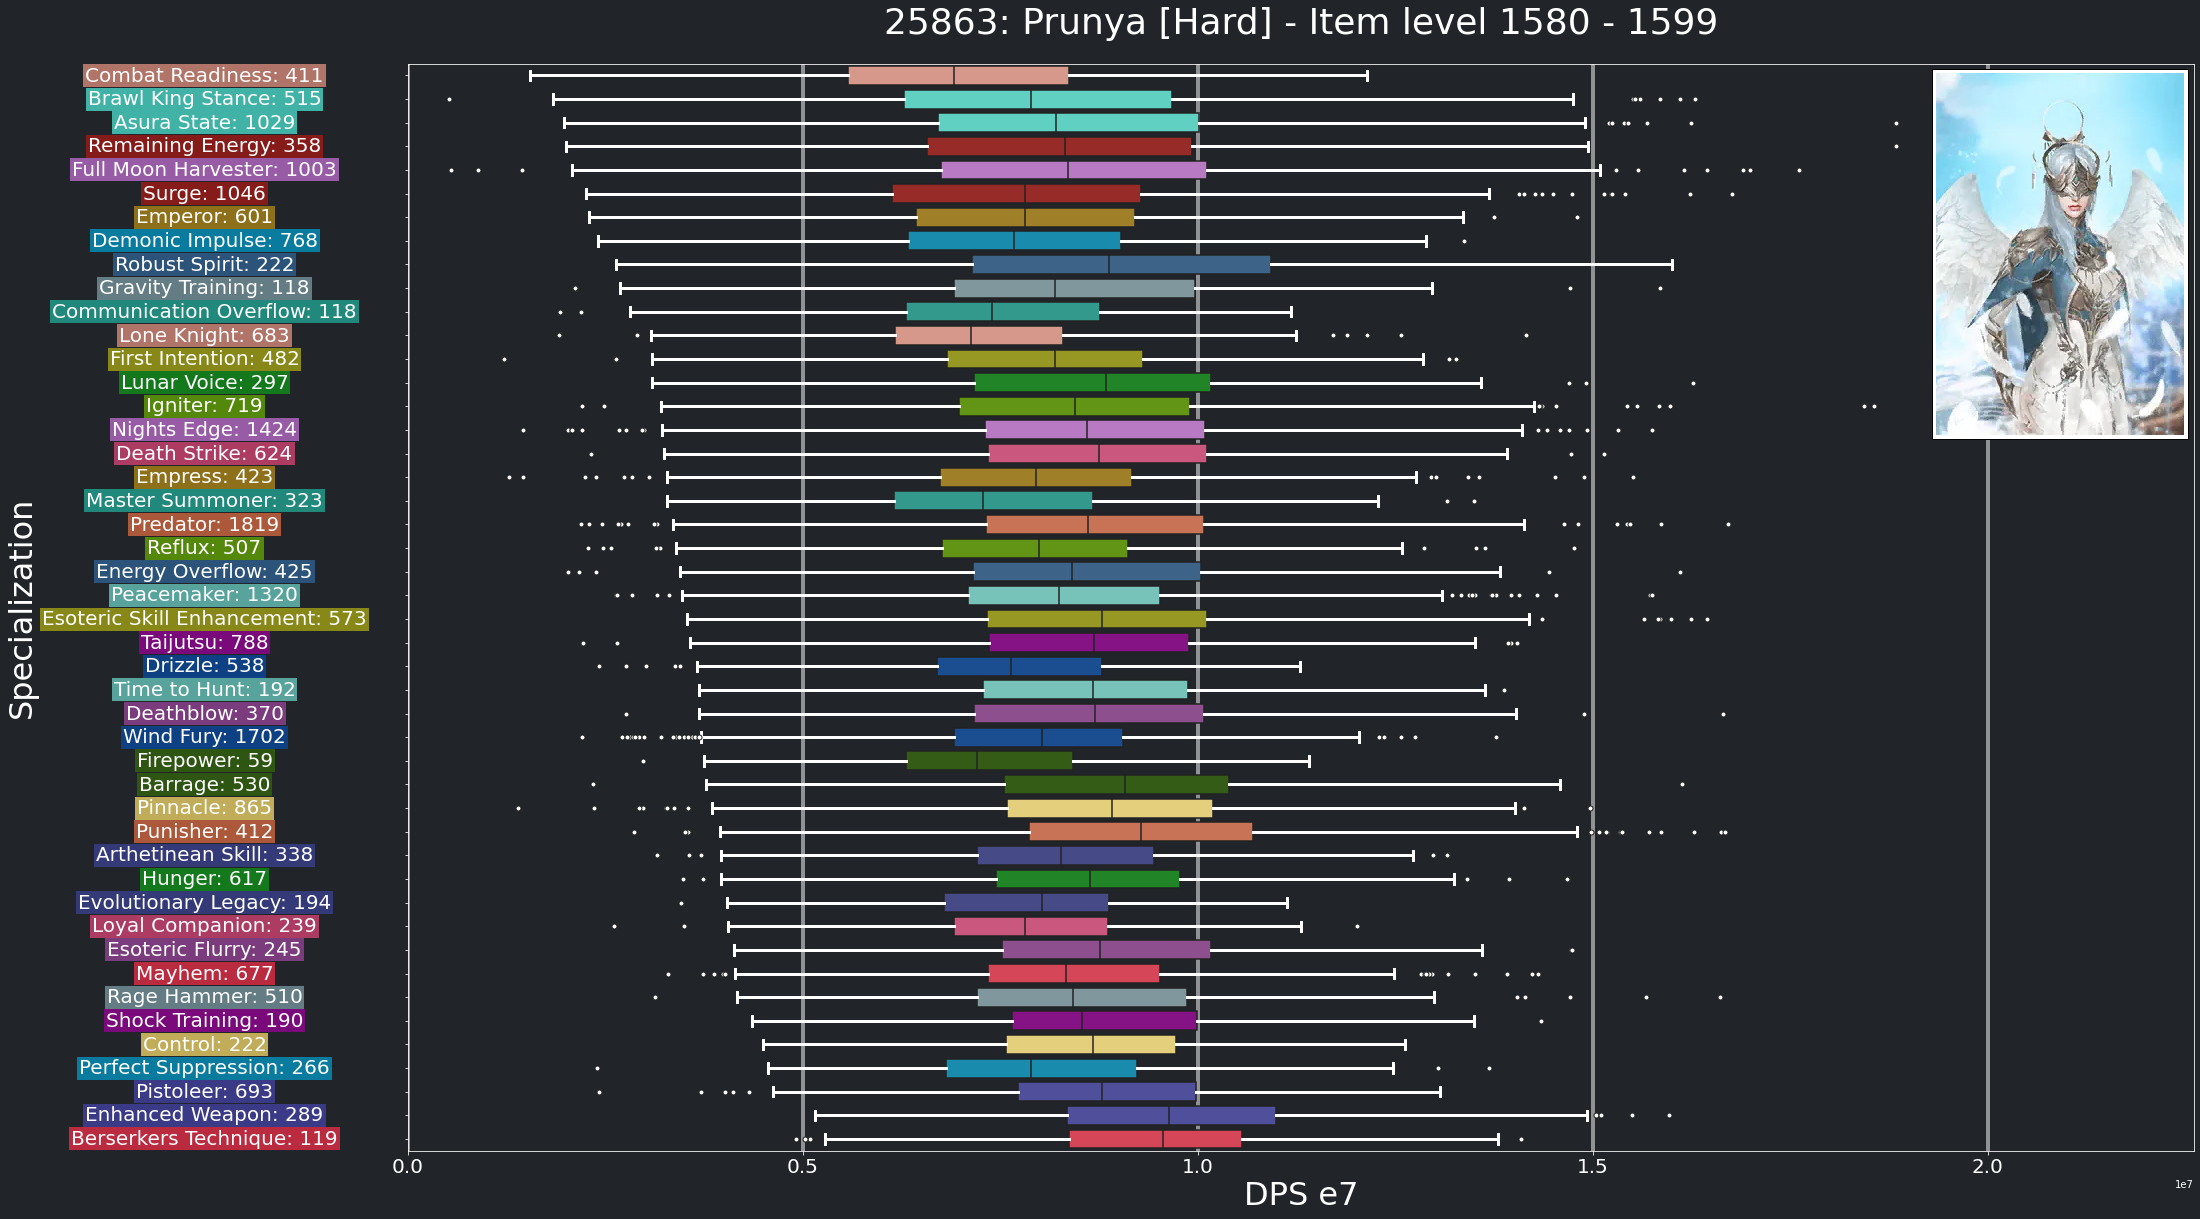 25863: Prunya [Hard] - Item level 1580 - 1599
Specialization
Combat Readiness: 411
Brawl King Stance: 515
Asura State: 1029
Remaining Energy: 358
Full Moon Harvester: 1003
Surge: 1046
Emperor: 601
Demonic Impulse: 768
Robust Spirit: 222
Gravity Training: 118
Communication Overflow: 118
Lone Knight: 683
First Intention: 482
Lunar Voice: 297
Igniter: 719
Nights Edge: 1424
Death Strike: 624
Empress: 423
Master Summoner: 323
Predator: 1819
Reflux: 507
Energy Overflow: 425
Peacemaker: 1320
Esoteric Skill Enhancement: 573
Taijutsu: 788
Drizzle: 538
Time to Hunt: 192
Deathblow: 370
Wind Fury: 1702
Firepower: 59
Barrage: 530
Pinnacle: 865
Punisher: 412
Arthetinean Skill: 338
Hunger: 617
Evolutionary Legacy: 194
Loyal Companion: 239
Esoteric Flurry: 245
Mayhem: 677
Rage Hammer: 510
Shock Training: 190
Control: 222
Perfect Suppression: 266
Pistoleer: 693
Enhanced Weapon: 289
Berserkers Technique: 119
0.0 0.5 1.0 1.5 2.0
DPS e7
1e7